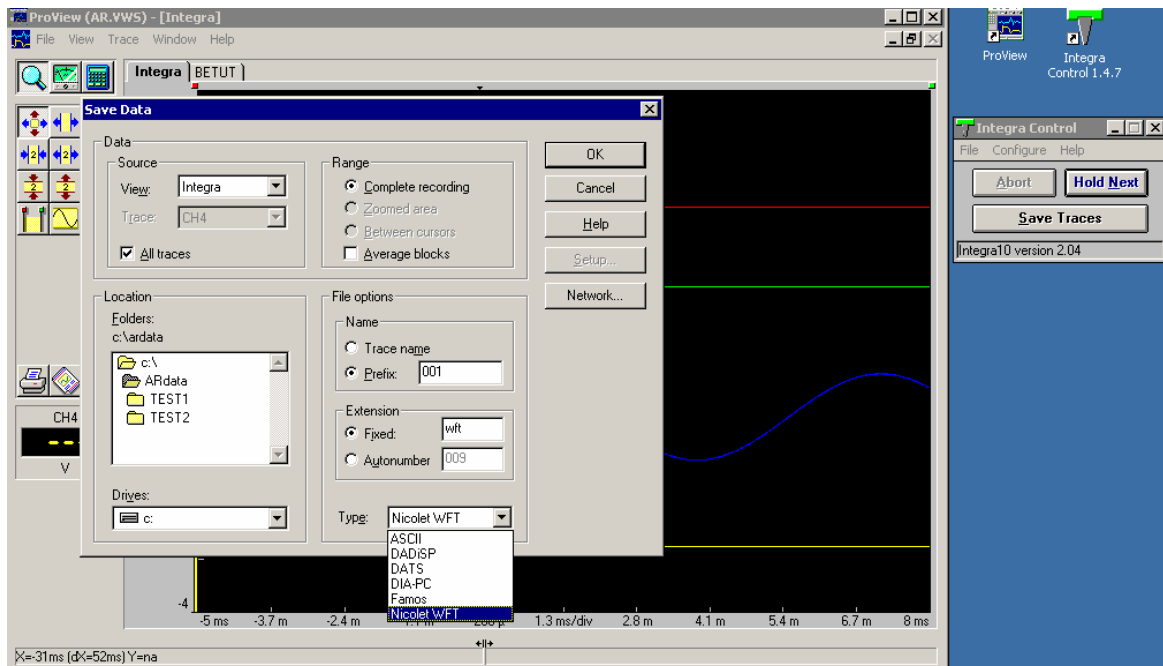 ProView (AR.VWS) - [Integra]
File View Trace Window Help
Integra BETUT
Save Data
Data
Source
View: Integra
Trace: CH4
All traces
Range
Complete recording
Zoomed area
Between cursors
Average blocks
OK
Cancel
Help
Setup...
Network...
Location
Folders:
c:\ardata
c:\
ARdata
TEST1
TEST2
Drives:
c:
File options
Name
Trace name
Prefix: 001
Extension
Fixed: wft
Autonumber 009
Type: Nicolet WFT
ASCII
DADiSP
DATS
DIA-PC
Famos
Nicolet WFT
2 2
2 2
CH4
---
V
-4
-5 ms -3.7 m -2.4 m 1.3 ms/div 2.8 m 4.1 m 5.4 m 6.7 m 8 ms
X=-31ms (dX=52ms) Y=na
ProView
Integra
Control 1.4.7
Integra Control
File Configure Help
Abort Hold Next
Save Traces
Integra10 version 2.04